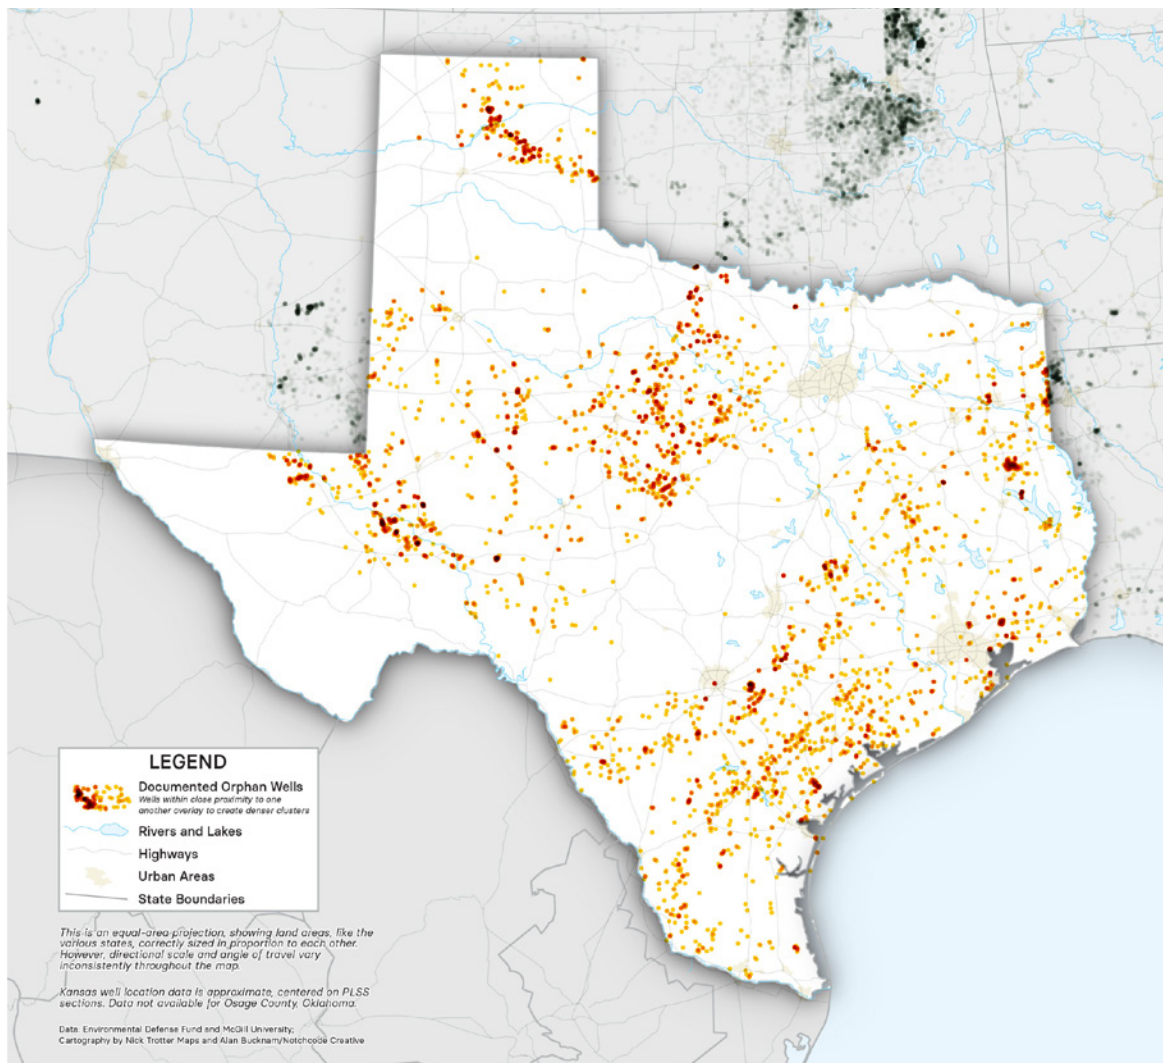 LEGEND
Documented Orphan Wells
Wells within close proximity to one
another overlay to create denser clusters
Rivers and Lakes
Highways
Urban Areas
State Boundaries
This is an equal-area projection, showing land areas, like the
various states, correctly sized in proportion to each other.
However, directional scale and angle of travel vary
inconsistently throughout the map.
Kansas well location data is approximate, centered on PLSS
sections. Data not available for Osage County, Oklahoma.
Data: Environmental Defense Fund and McGill University;
Cartography by Nick Trotter Maps and Alan Bucknam/Notchcode Creative